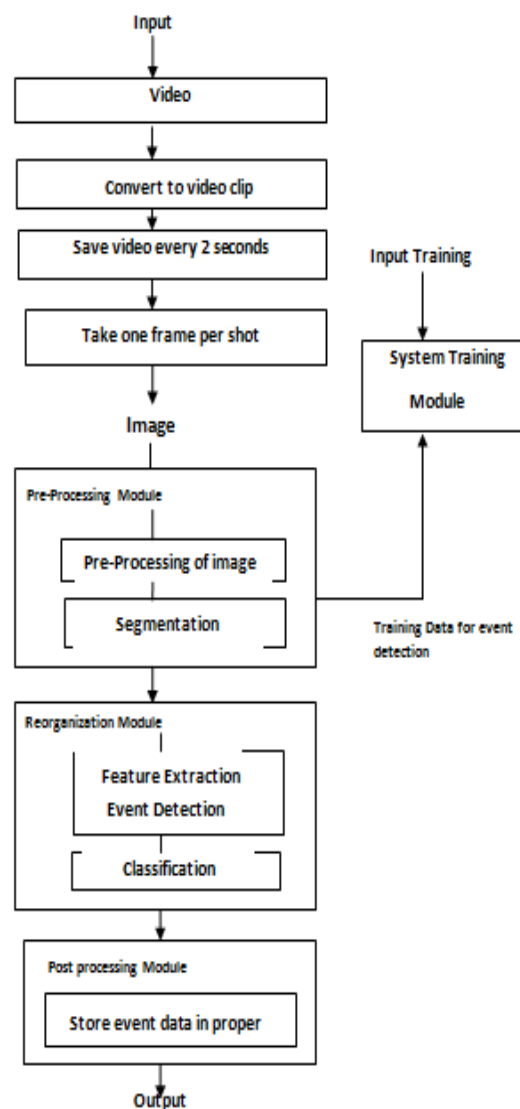 Input
Video
Convert to video clip
Save video every 2 seconds
Take one frame per shot
Image
Input Training
System Training
Module
Pre-Processing Module
Pre-Processing of image
Segmentation
Training Data for event
detection
Reorganization Module
Feature Extraction
Event Detection
Classification
Post processing Module
Store event data in proper
Output